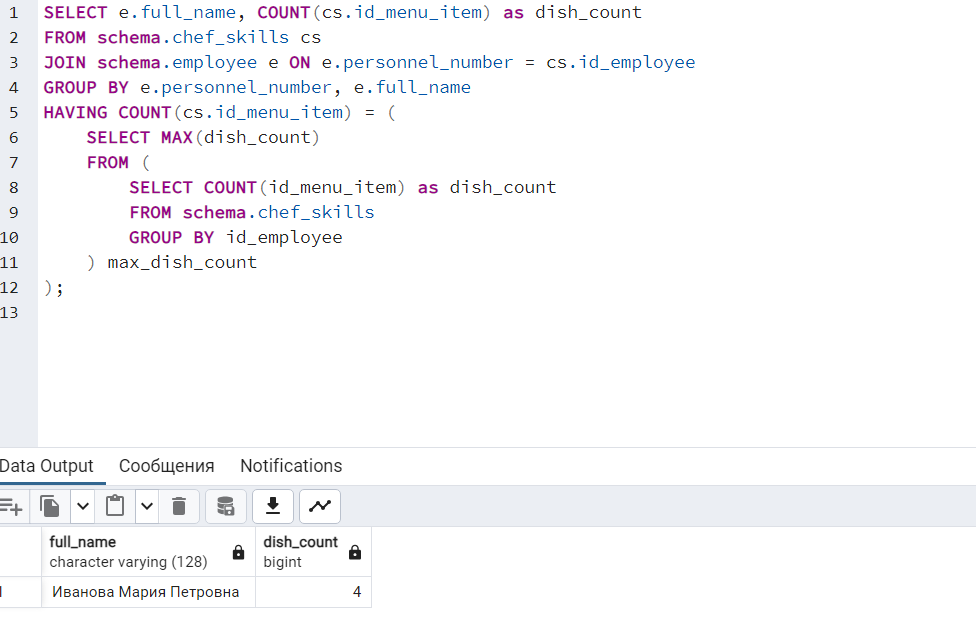 1 SELECT e.full_name, COUNT(cs.id_menu_item) as dish_count
2 FROM schema.chef_skills cs
3 JOIN schema.employee e ON e.personnel_number = cs.id_employee
4 GROUP BY e.personnel_number, e.full_name
5 HAVING COUNT(cs.id_menu_item) = (
6 SELECT MAX(dish_count)
7 FROM (
8 SELECT COUNT(id_menu_item) as dish_count
9 FROM schema.chef_skills
10 GROUP BY id_employee
11 ) max_dish_count
12 );
13
Data Output Сообщения Notifications
full_name dish_count
character varying (128) bigint
1 Иванова Мария Петровна 4